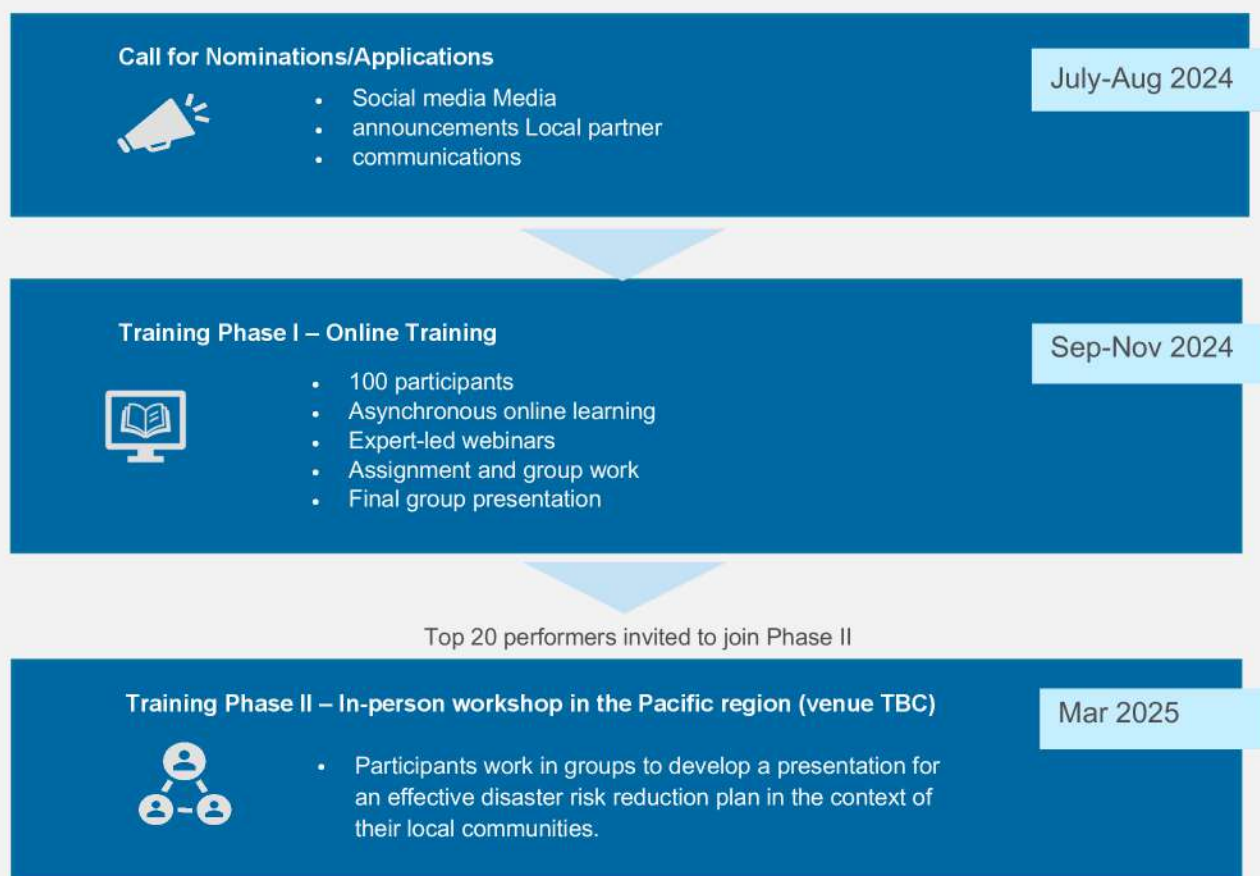 Call for Nominations/Applications
July-Aug 2024
• Social media Media
• announcements Local partner
• communications
Training Phase I – Online Training
Sep-Nov 2024
• 100 participants
• Asynchronous online learning
• Expert-led webinars
• Assignment and group work
• Final group presentation
Top 20 performers invited to join Phase II
Training Phase II – In-person workshop in the Pacific region (venue TBC)
Mar 2025
• Participants work in groups to develop a presentation for
an effective disaster risk reduction plan in the context of
their local communities.